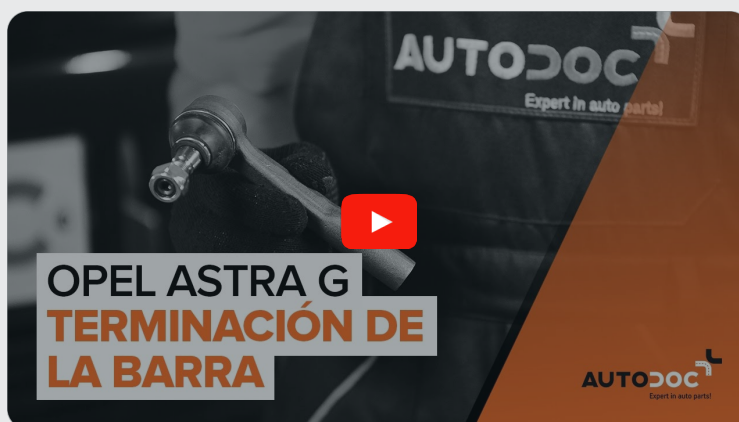 AUTODOC
Expert in auto parts!
OPEL ASTRA G
TERMINACIÓN DE
LA BARRA
AUTODOC
Expert in auto parts!